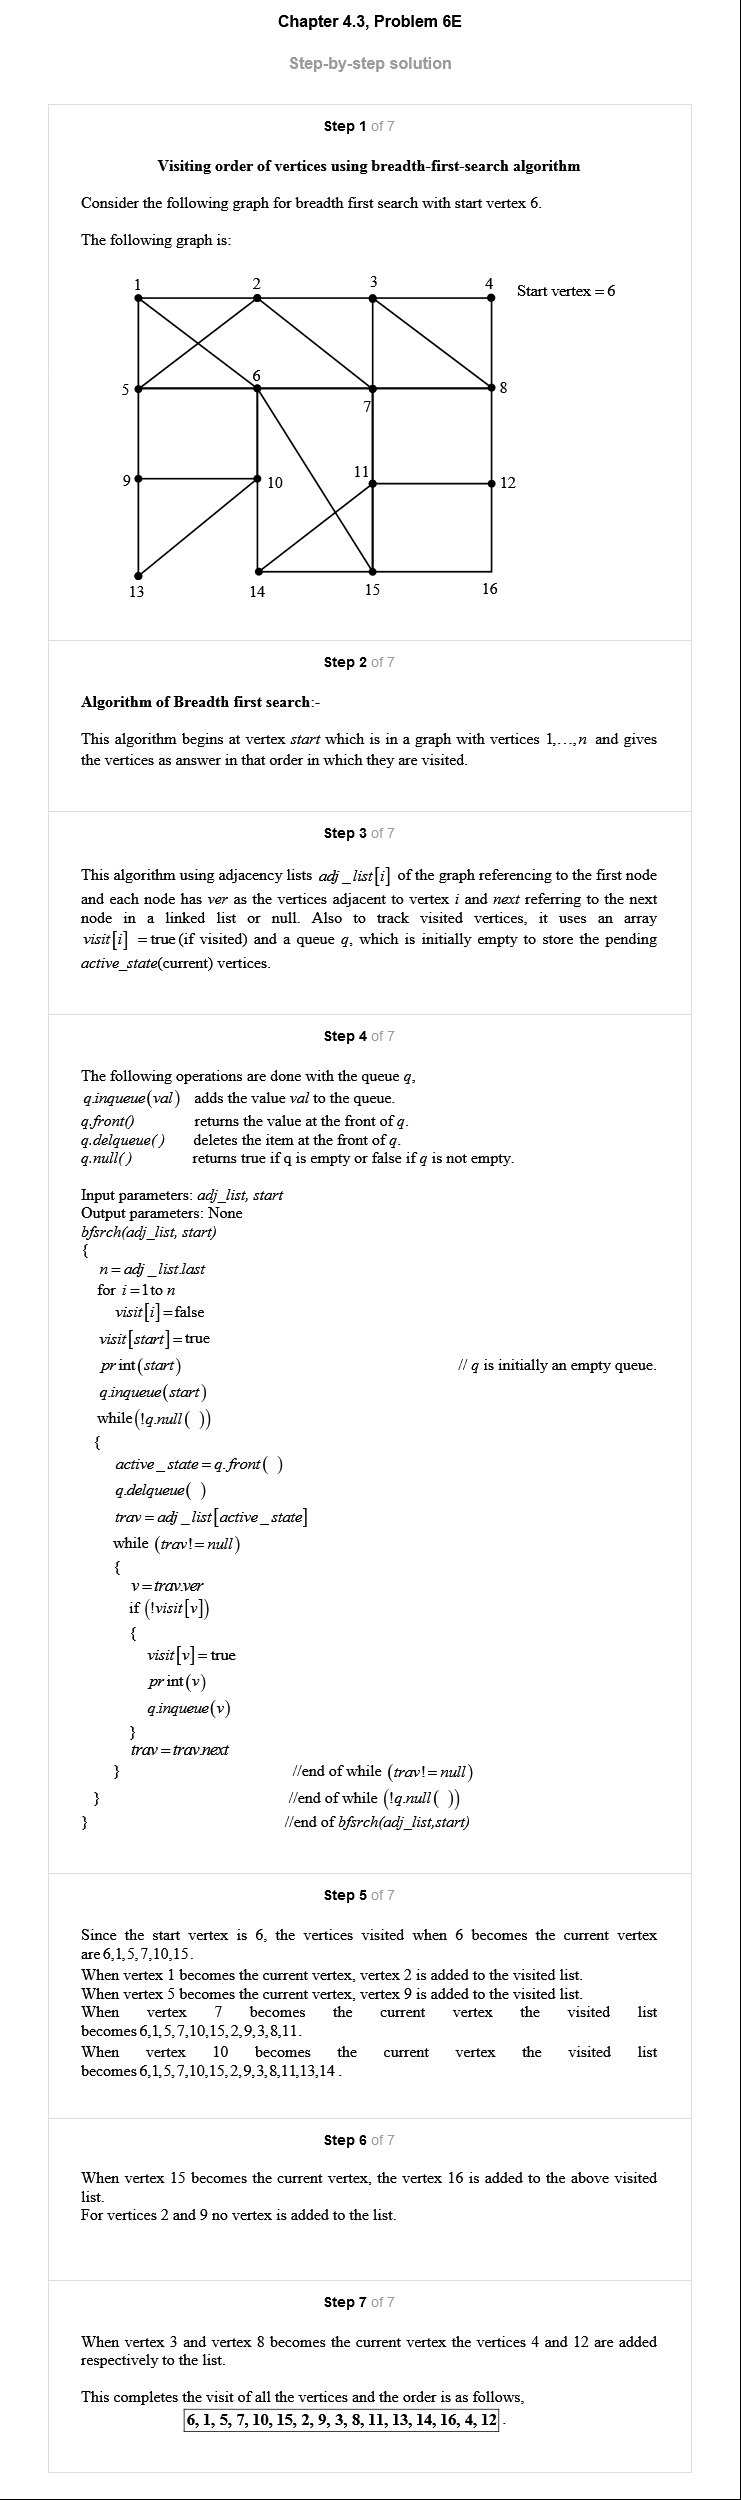 Chapter 4.3, Problem 6E
Step-by-step solution
Step 1 of 7
Visiting order of vertices using breadth-first-search algorithm
Consider the following graph for breadth first search with start vertex 6.
The following graph is:
1 2 3 4 Start vertex = 6
5 6 7 8
9 10 11 12
13 14 15 16
Step 2 of 7
Algorithm of Breadth first search:-
This algorithm begins at vertex start which is in a graph with vertices 1,...,n and gives
the vertices as answer in that order in which they are visited.
Step 3 of 7
This algorithm using adjacency lists adj_list[i] of the graph referencing to the first node
and each node has ver as the vertices adjacent to vertex i and next referring to the next
node in a linked list or null. Also to track visited vertices, it uses an array
visit[i] = true (if visited) and a queue q, which is initially empty to store the pending
active_state(current) vertices.
Step 4 of 7
The following operations are done with the queue q,
q.inqueue(val) adds the value val to the queue.
q.front() returns the value at the front of q.
q.delqueue() deletes the item at the front of q.
q.null() returns true if q is empty or false if q is not empty.
Input parameters: adj_list, start
Output parameters: None
bfsrch(adj_list, start)
{
n = adj_list.last
for i = 1 to n
visit[i] = false
visit[start] = true
print(start) // q is initially an empty queue.
q.inqueue(start)
while(!q.null( ))
{
active_state = q.front( )
q.delqueue( )
trav = adj_list[active_state]
while (trav != null)
{
v = trav.ver
if (!visit[v])
{
visit[v] = true
print(v)
q.inqueue(v)
}
trav = trav.next
} //end of while (trav != null)
} //end of while (!q.null( ))
} //end of bfsrch(adj_list,start)
Step 5 of 7
Since the start vertex is 6, the vertices visited when 6 becomes the current vertex
are 6,1,5,7,10,15.
When vertex 1 becomes the current vertex, vertex 2 is added to the visited list.
When vertex 5 becomes the current vertex, vertex 9 is added to the visited list.
When vertex 7 becomes the current vertex the visited list
becomes 6,1,5,7,10,15,2,9,3,8,11.
When vertex 10 becomes the current vertex the visited list
becomes 6,1,5,7,10,15,2,9,3,8,11,13,14.
Step 6 of 7
When vertex 15 becomes the current vertex, the vertex 16 is added to the above visited
list.
For vertices 2 and 9 no vertex is added to the list.
Step 7 of 7
When vertex 3 and vertex 8 becomes the current vertex the vertices 4 and 12 are added
respectively to the list.
This completes the visit of all the vertices and the order is as follows,
6, 1, 5, 7, 10, 15, 2, 9, 3, 8, 11, 13, 14, 16, 4, 12.